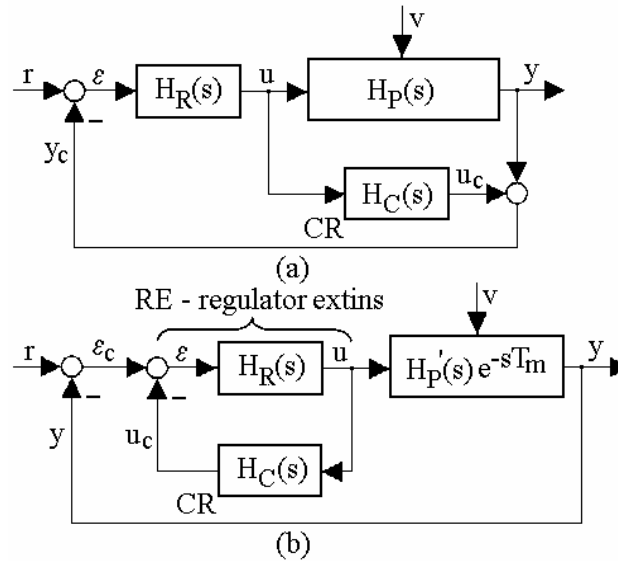 v
r ε H_R(s) u H_P(s) y
−
y_c H_C(s) u_c
CR
(a)
RE - regulator extins
v
r ε_c ε H_R(s) u H_P'(s) e^{-sT_m} y
− −
y u_c H_C(s)
CR
(b)